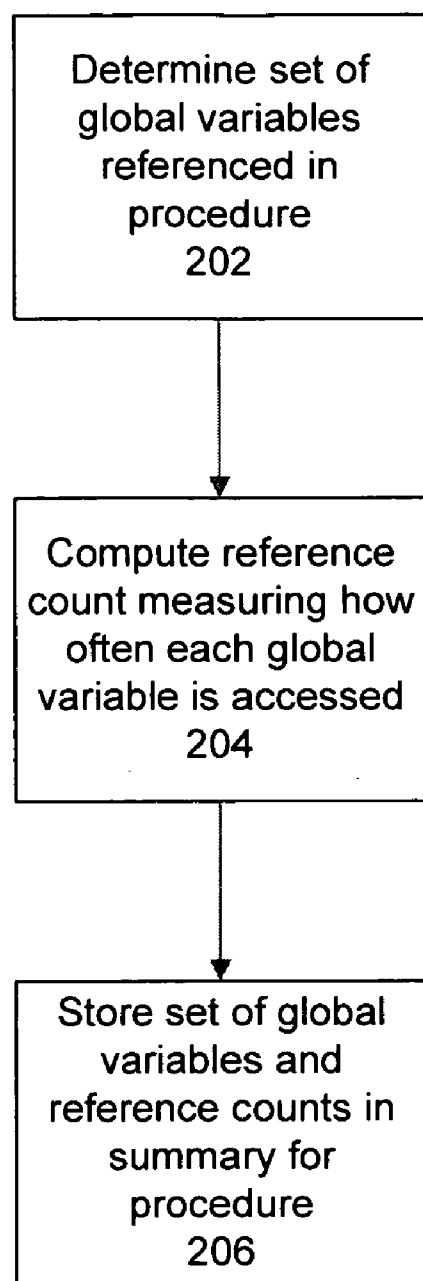 Determine set of
global variables
referenced in
procedure
202
Compute reference
count measuring how
often each global
variable is accessed
204
Store set of global
variables and
reference counts in
summary for
procedure
206